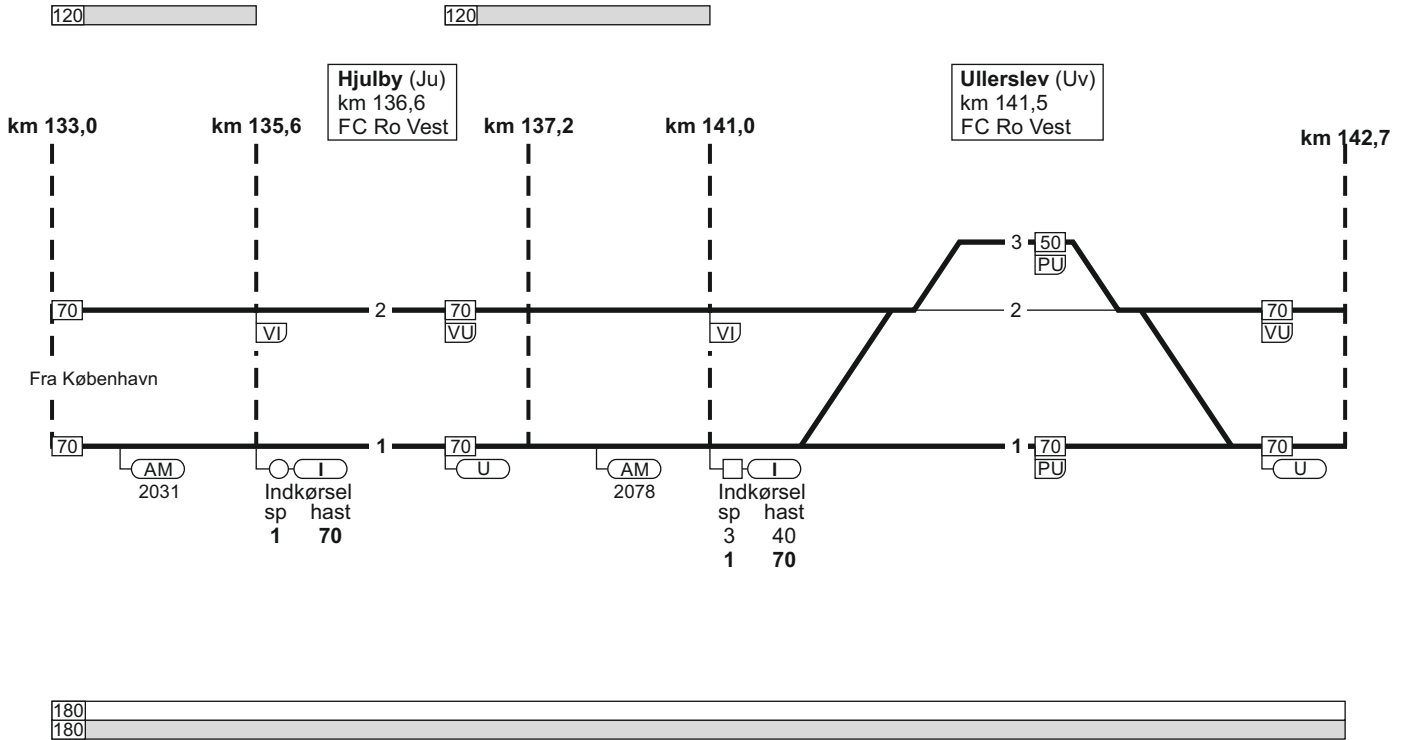 120
120
Hjulby (Ju)
km 136,6
FC Ro Vest
Ullerslev (Uv)
km 141,5
FC Ro Vest
km 133,0
km 135,6
km 137,2
km 141,0
km 142,7
3
50
PU
70
2
70
2
70
VI
VU
VI
VU
Fra København
70
1
70
1
70
70
AM
I
U
AM
I
PU
U
2031
Indkørsel
sp hast
1 70
2078
Indkørsel
sp hast
3 40
1 70
180
180